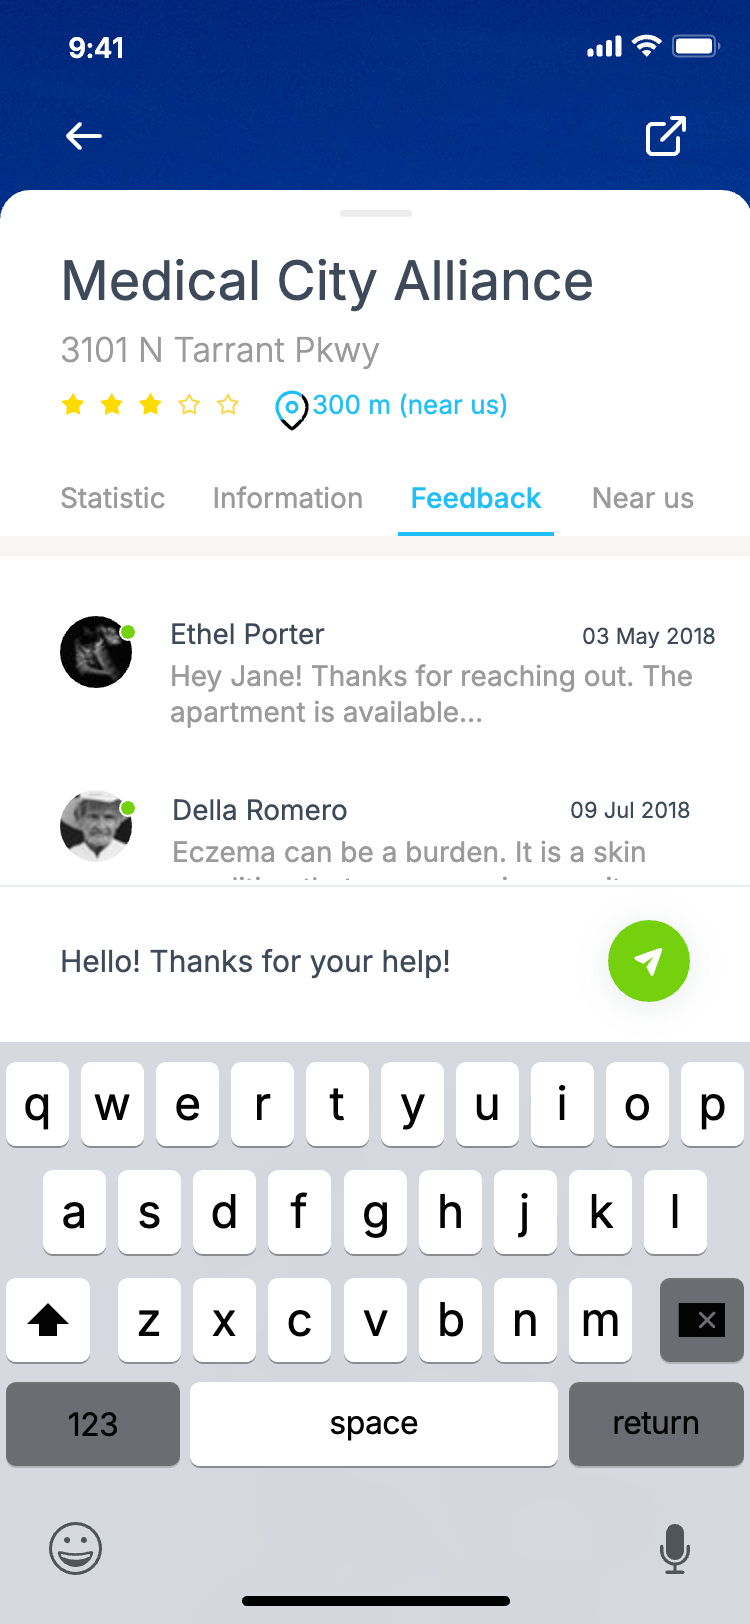 9:41
Medical City Alliance
3101 N Tarrant Pkwy
300 m (near us)
Statistic Information Feedback Near us
Ethel Porter 03 May 2018
Hey Jane! Thanks for reaching out. The
apartment is available...
Della Romero 09 Jul 2018
Eczema can be a burden. It is a skin
Hello! Thanks for your help!
q w e r t y u i o p
a s d f g h j k l
z x c v b n m
123 space return